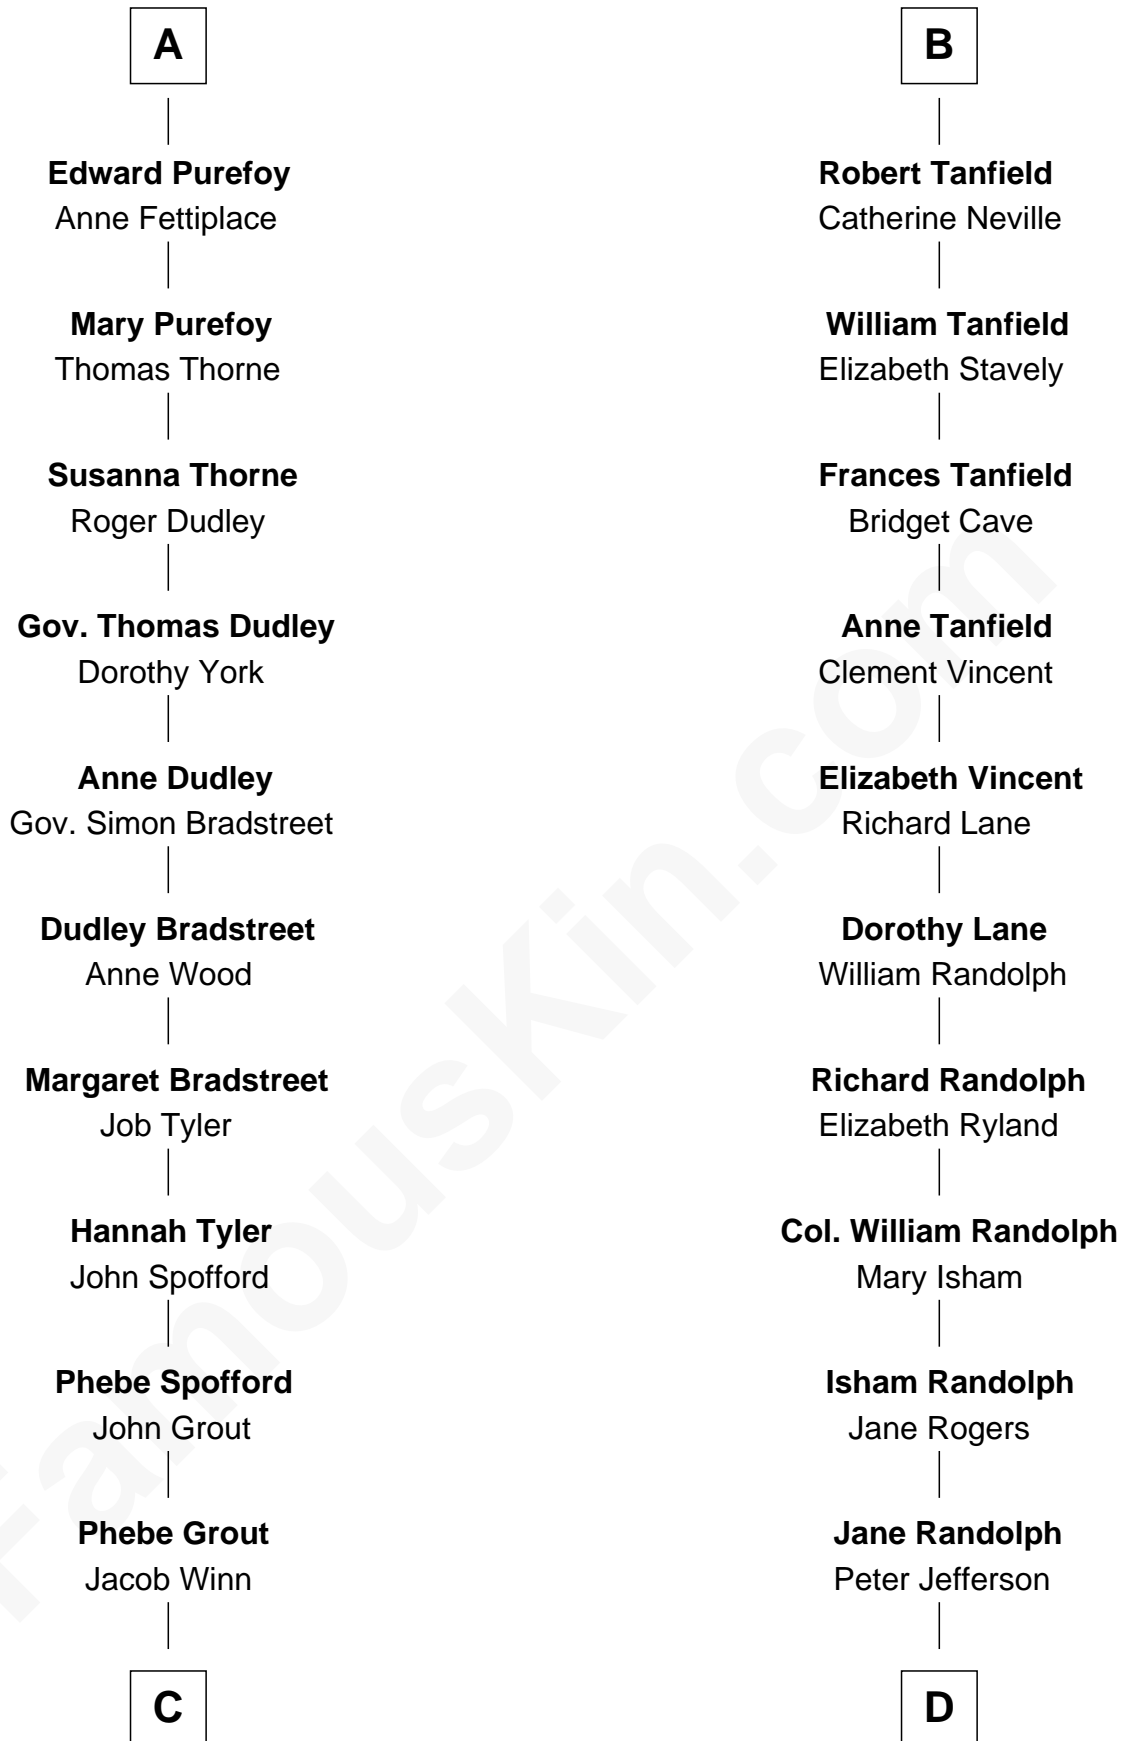 A
Edward Purefoy
Anne Fettiplace
Mary Purefoy
Thomas Thorne
Susanna Thorne
Roger Dudley
Gov. Thomas Dudley
Dorothy York
Anne Dudley
Gov. Simon Bradstreet
Dudley Bradstreet
Anne Wood
Margaret Bradstreet
Job Tyler
Hannah Tyler
John Spofford
Phebe Spofford
John Grout
Phebe Grout
Jacob Winn
C
B
Robert Tanfield
Catherine Neville
William Tanfield
Elizabeth Stavely
Frances Tanfield
Bridget Cave
Anne Tanfield
Clement Vincent
Elizabeth Vincent
Richard Lane
Dorothy Lane
William Randolph
Richard Randolph
Elizabeth Ryland
Col. William Randolph
Mary Isham
Isham Randolph
Jane Rogers
Jane Randolph
Peter Jefferson
D
FamousKin.com